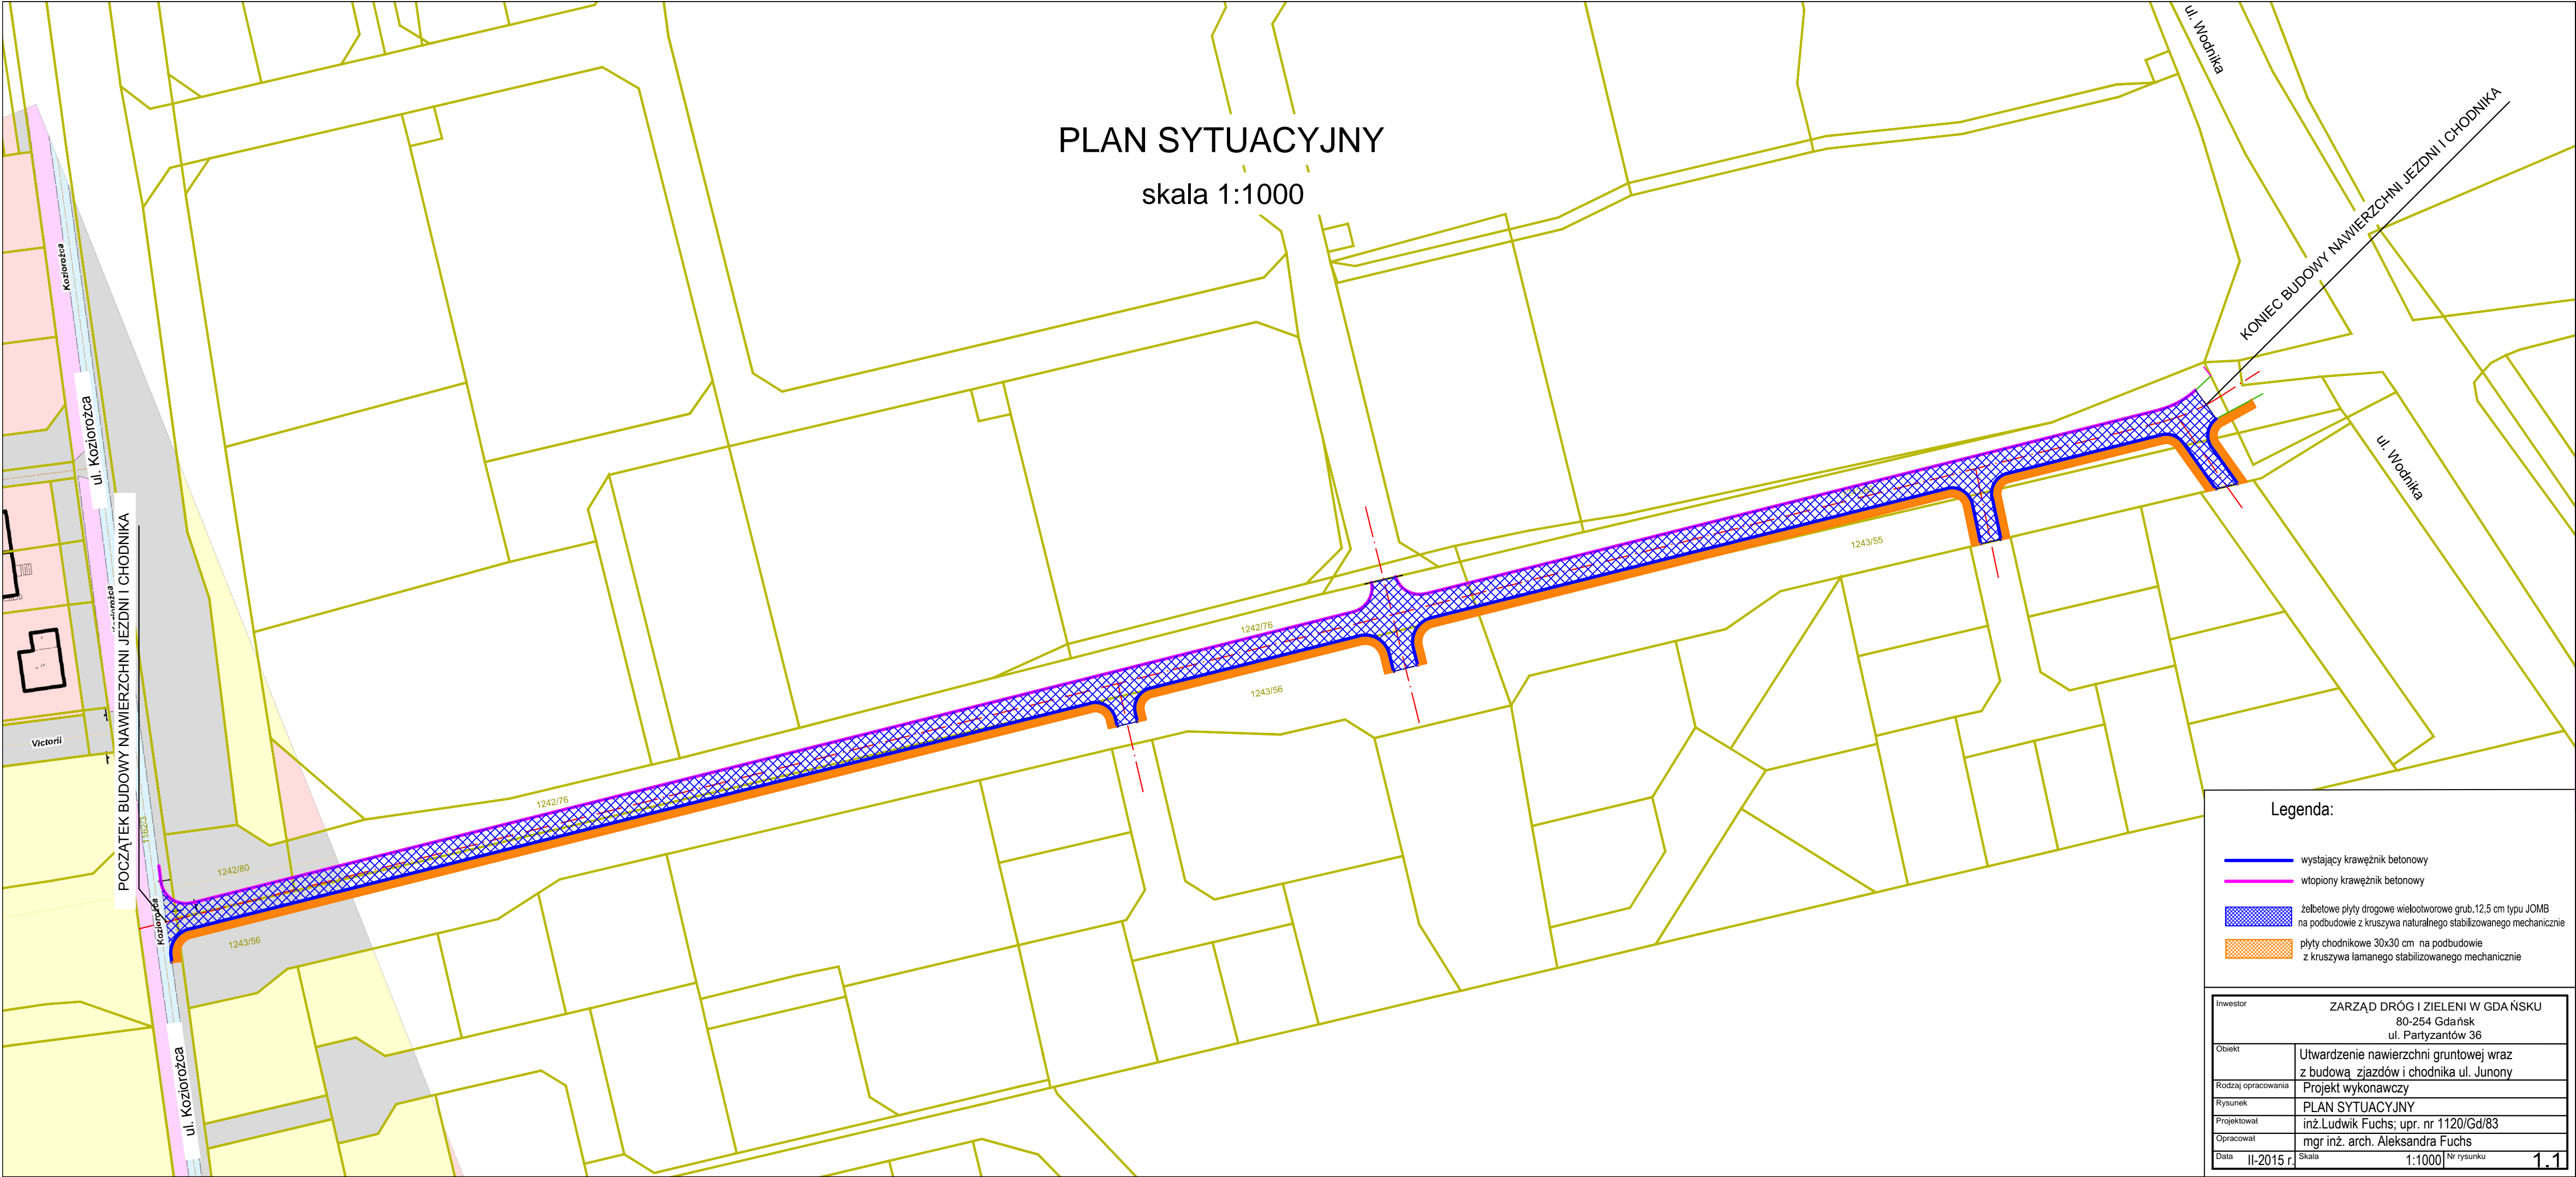 PLAN SYTUACYJNY
skala 1:1000
ul. Wodnika
KONIEC BUDOWY NAWIERZCHNI JEZDNI I CHODNIKA
ul. Wodnika
Koziorożca
ul. Koziorożca
POCZĄTEK BUDOWY NAWIERZCHNI JEZDNI I CHODNIKA
Victorii
1162/3
Koziorożca
ul. Koziorożca
1242/80
1243/56
1242/76
1242/76
1243/56
1243/55
Legenda:
wystający krawężnik betonowy
wtopiony krawężnik betonowy
żelbetowe płyty drogowe wielootworowe grub.12,5 cm typu JOMB
na podbudowie z kruszywa naturalnego stabilizowanego mechanicznie
płyty chodnikowe 30x30 cm na podbudowie
z kruszywa łamanego stabilizowanego mechanicznie
Inwestor
ZARZĄD DRÓG I ZIELENI W GDAŃSKU
80-254 Gdańsk
ul. Partyzantów 36
Obiekt
Utwardzenie nawierzchni gruntowej wraz
z budową zjazdów i chodnika ul. Junony
Rodzaj opracowania Projekt wykonawczy
Rysunek PLAN SYTUACYJNY
Projektował inż.Ludwik Fuchs; upr. nr 1120/Gd/83
Opracował mgr inż. arch. Aleksandra Fuchs
Data II-2015 r. Skala 1:1000 Nr rysunku 1.1